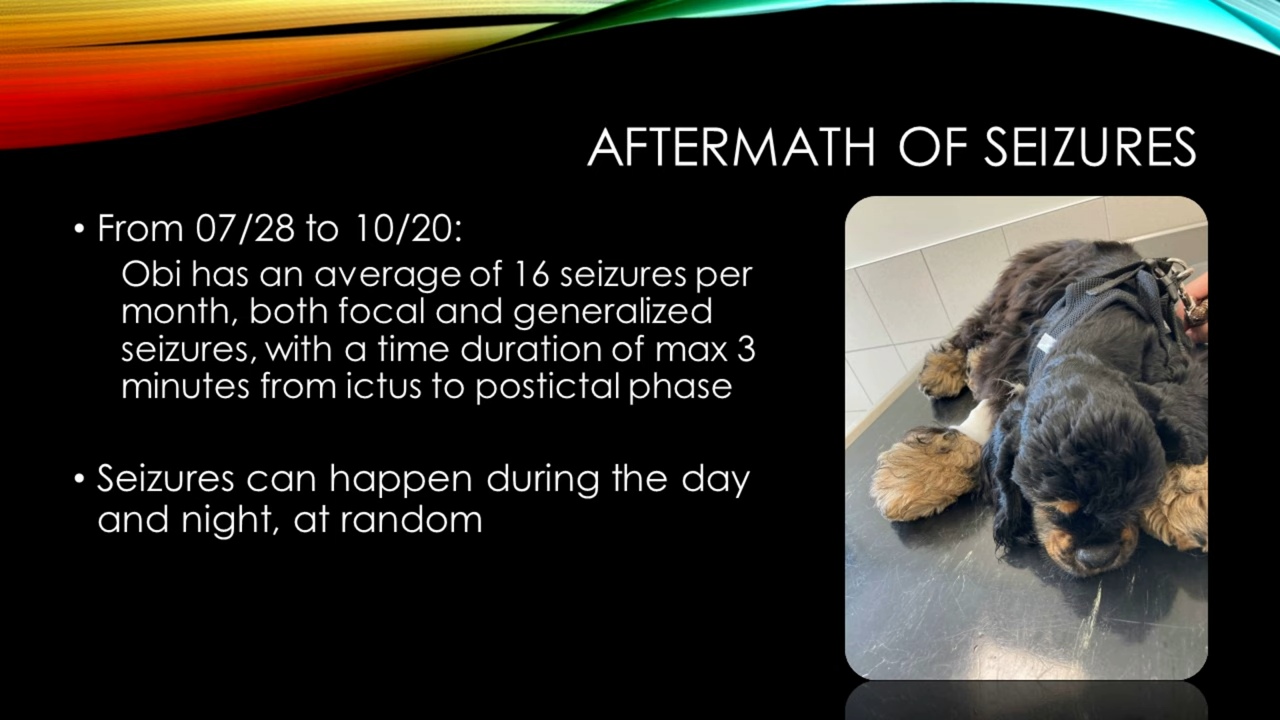 AFTERMATH OF SEIZURES
• From 07/28 to 10/20:
Obi has an average of 16 seizures per
month, both focal and generalized
seizures, with a time duration of max 3
minutes from ictus to postictal phase
• Seizures can happen during the day
and night, at random